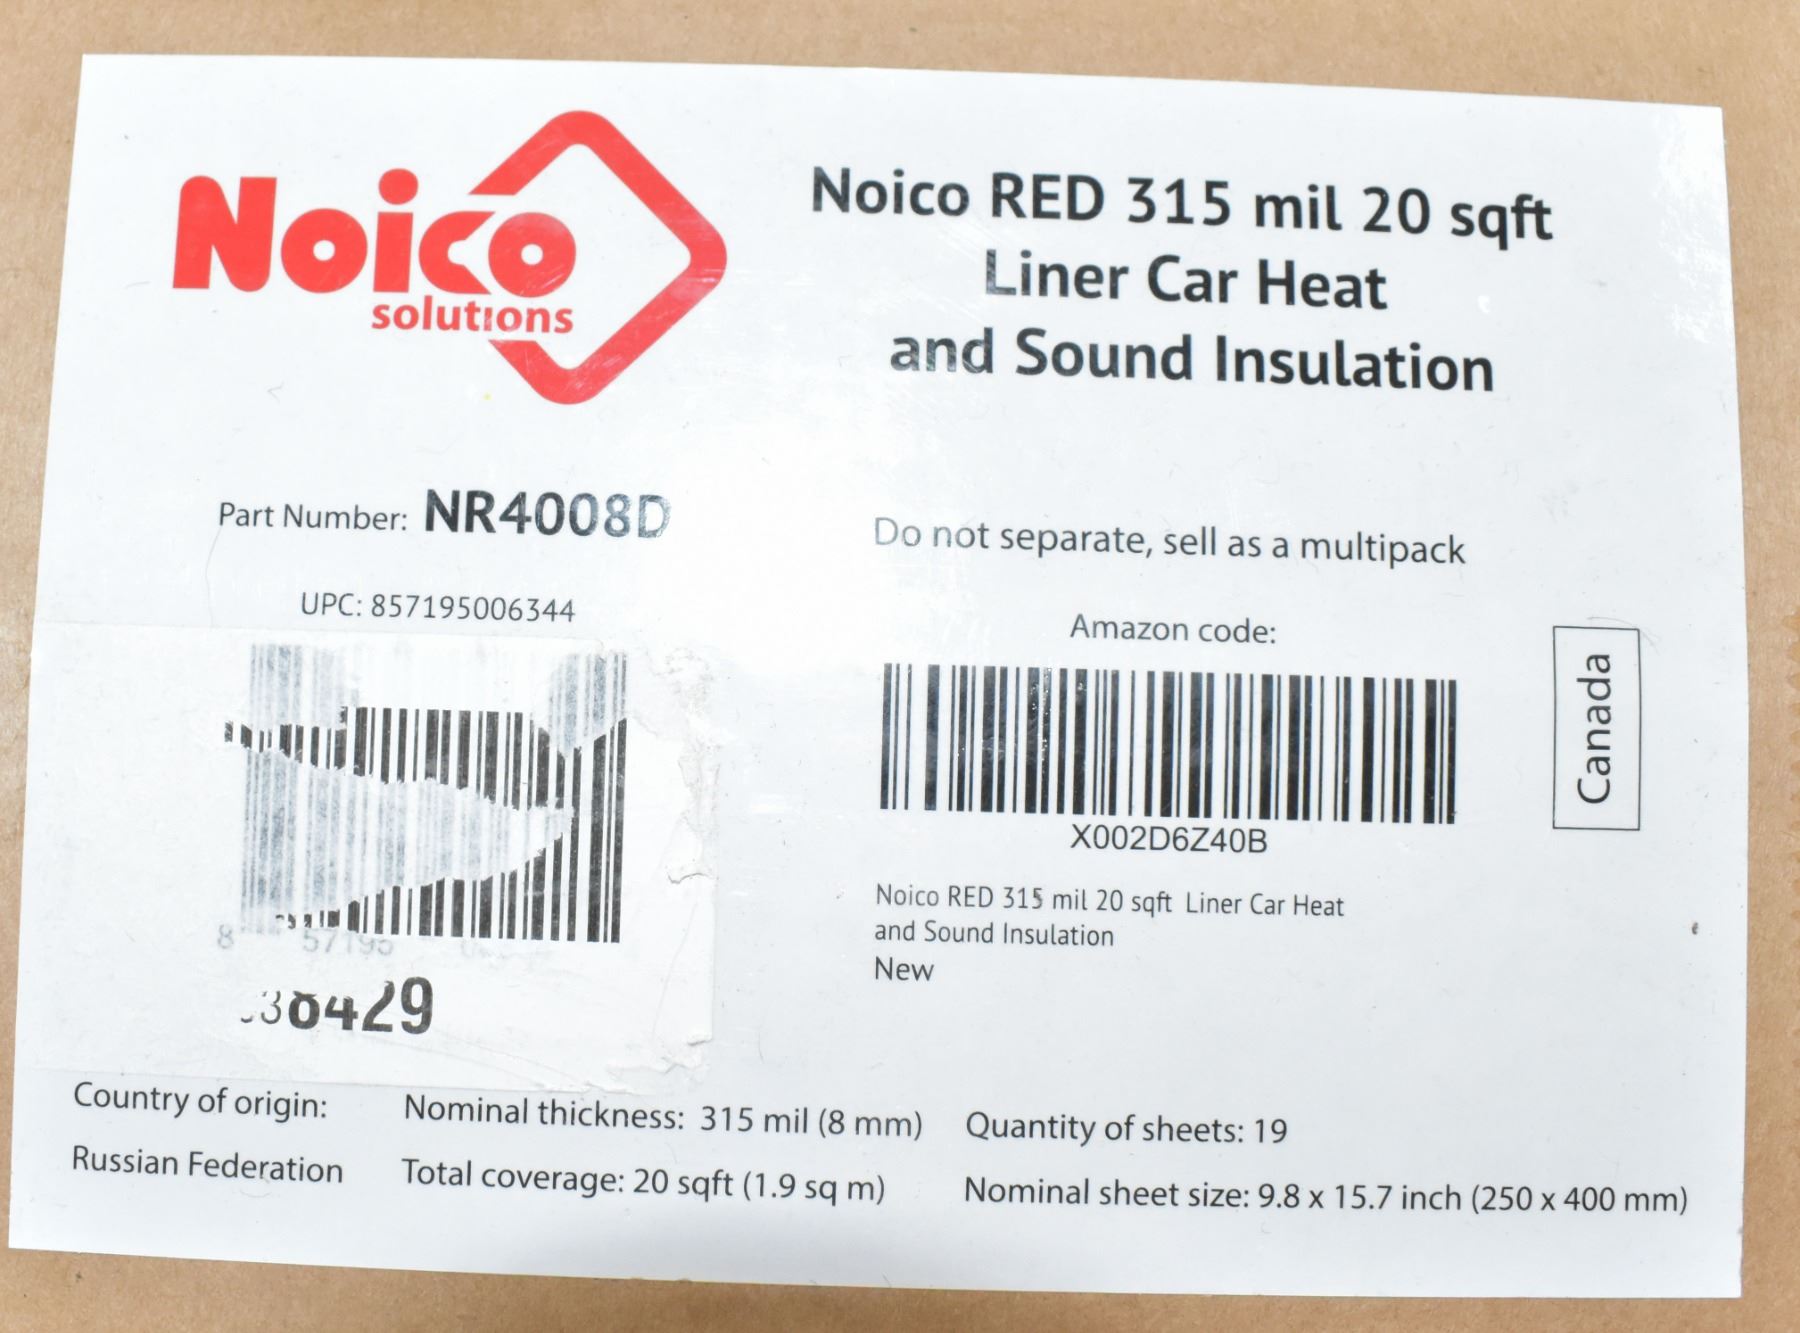 Noico
solutions
Noico RED 315 mil 20 sqft
Liner Car Heat
and Sound Insulation
Part Number: NR4008D
UPC: 857195006344
8 57195
Do not separate, sell as a multipack
Amazon code:
X002D6Z40B
Noico RED 315 mil 20 sqft Liner Car Heat
and Sound Insulation
New
Canada
Country of origin:
Russian Federation
Nominal thickness: 315 mil (8 mm)
Total coverage: 20 sqft (1.9 sq m)
Quantity of sheets: 19
Nominal sheet size: 9.8 x 15.7 inch (250 x 400 mm)